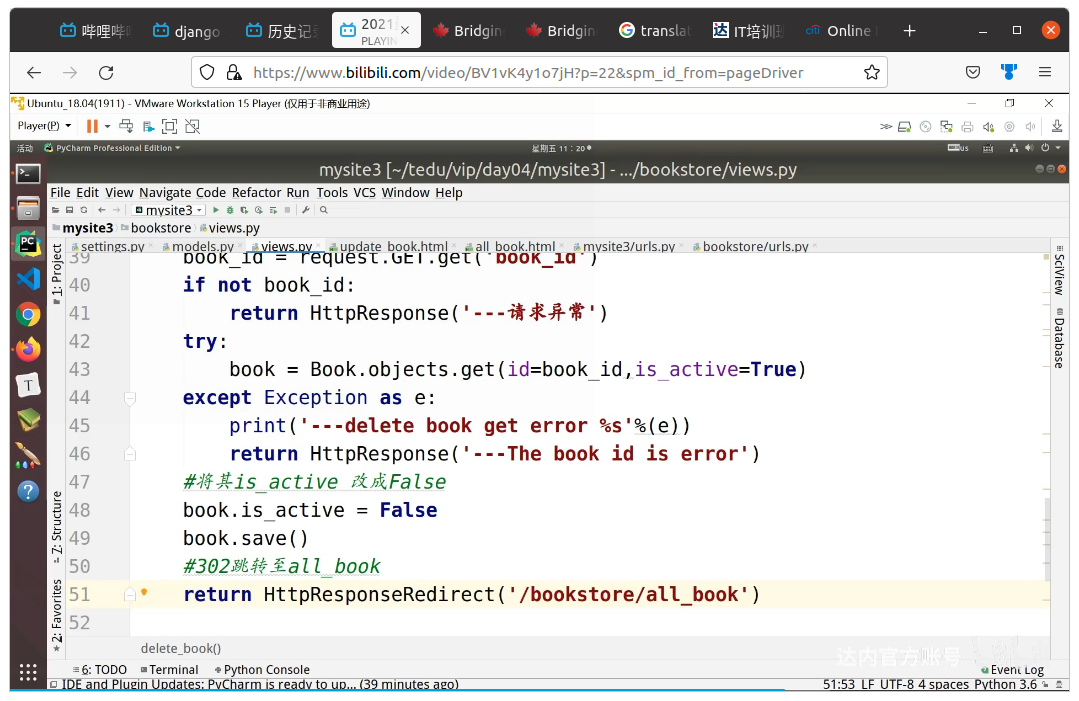 哔哩哔 django 历史记 2021 PLAYIN Bridgin Bridgin translat IT培训班 Online
https://www.bilibili.com/video/BV1vK4y1o7jH?p=22&spm_id_from=pageDriver
Ubuntu_18.04(1911) - VMware Workstation 15 Player (仅用于非商业用途)
Player(P)
活动 PyCharm Professional Edition 星期五 11：20 us
mysite3 [~/tedu/vip/day04/mysite3] - .../bookstore/views.py
File Edit View Navigate Code Refactor Run Tools VCS Window Help
mysite3
mysite3 bookstore views.py
settings.py models.py views.py update_book.html all_book.html mysite3/urls.py bookstore/urls.py
39 book_id = request.GET.get('book_id')
40 if not book_id:
41 return HttpResponse('---请求异常')
42 try:
43 book = Book.objects.get(id=book_id,is_active=True)
44 except Exception as e:
45 print('---delete book get error %s'%(e))
46 return HttpResponse('---The book id is error')
47 #将其is_active 改成False
48 book.is_active = False
49 book.save()
50 #302跳转至all_book
51 return HttpResponseRedirect('/bookstore/all_book')
52
1: Project
7: Structure
2: Favorites
SciView
Database
delete_book()
达内官方账号
6: TODO Terminal Python Console Event Log
IDE and Plugin Updates: PyCharm is ready to up... (39 minutes ago) 51:53 LF UTF-8 4 spaces Python 3.6